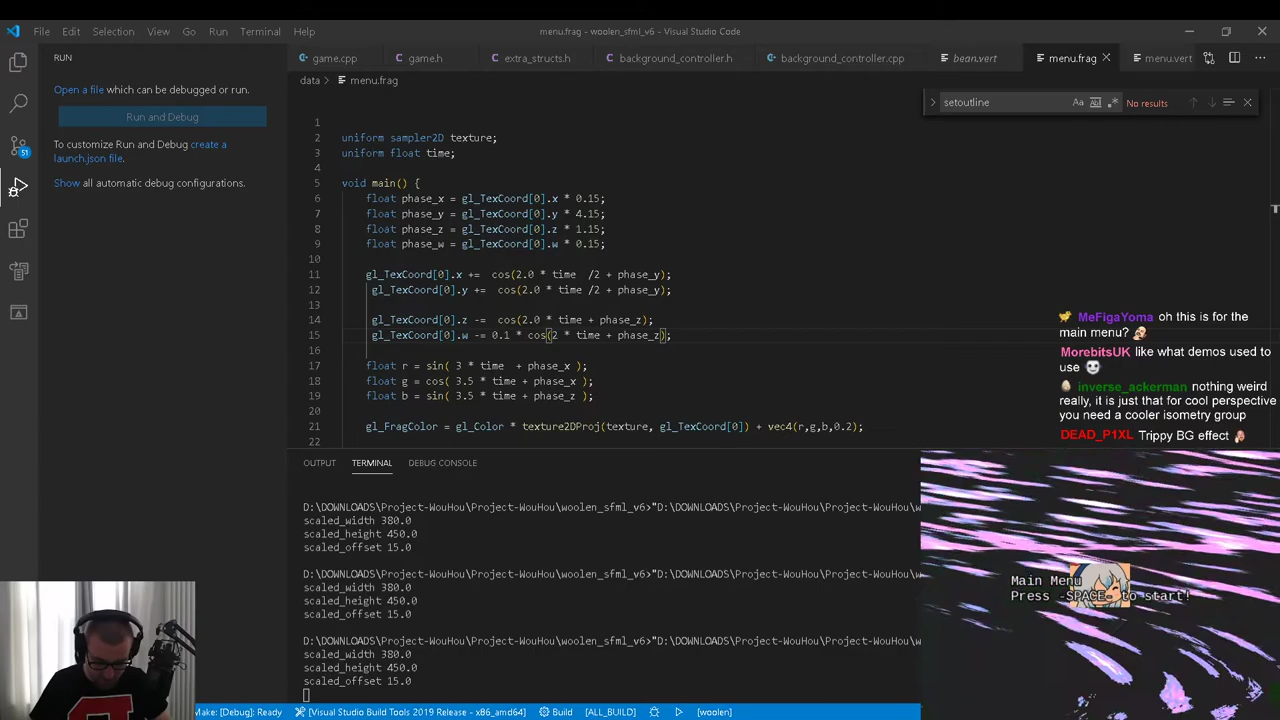 File Edit Selection View Go Run Terminal Help
menu.frag - woolen_sfml_v6 - Visual Studio Code
RUN
game.cpp
game.h
extra_structs.h
background_controller.h
background_controller.cpp
bean.vert
menu.frag
menu.vert
data > menu.frag
Open a file which can be debugged or run.
Run and Debug
To customize Run and Debug create a
launch.json file.
Show all automatic debug configurations.
51
setoutline
No results
1
2 uniform sampler2D texture;
3 uniform float time;
4
5 void main() {
6 float phase_x = gl_TexCoord[0].x * 0.15;
7 float phase_y = gl_TexCoord[0].y * 4.15;
8 float phase_z = gl_TexCoord[0].z * 1.15;
9 float phase_w = gl_TexCoord[0].w * 0.15;
10
11 gl_TexCoord[0].x += cos(2.0 * time /2 + phase_y);
12 gl_TexCoord[0].y += cos(2.0 * time /2 + phase_y);
13
14 gl_TexCoord[0].z -= cos(2.0 * time + phase_z);
15 gl_TexCoord[0].w -= 0.1 * cos(2 * time + phase_z);
16
17 float r = sin( 3 * time + phase_x );
18 float g = cos( 3.5 * time + phase_x );
19 float b = sin( 3.5 * time + phase_z );
20
21 gl_FragColor = gl_Color * texture2DProj(texture, gl_TexCoord[0]) + vec4(r,g,b,0.2);
22
MeFigaYoma oh this is for the
main menu?
MorebitsUK like what demos used to
use
inverse_ackerman nothing weird
really, it is just that for cool perspective
you need a cooler isometry group
DEAD_P1XL Trippy BG effect
OUTPUT TERMINAL DEBUG CONSOLE
D:\DOWNLOADS\Project-WouHou\Project-WouHou\woolen_sfml_v6>"D:\DOWNLOADS\Project-WouHou\Project-WouHou\w
scaled_width 380.0
scaled_height 450.0
scaled_offset 15.0
D:\DOWNLOADS\Project-WouHou\Project-WouHou\woolen_sfml_v6>"D:\DOWNLOADS\Project-WouHou\Project-WouHou\w
scaled_width 380.0
scaled_height 450.0
scaled_offset 15.0
D:\DOWNLOADS\Project-WouHou\Project-WouHou\woolen_sfml_v6>"D:\DOWNLOADS\Project-WouHou\Project-WouHou\w
scaled_width 380.0
scaled_height 450.0
scaled_offset 15.0
Main Menu
Press -SPACE- to start!
Make: [Debug]: Ready
[Visual Studio Build Tools 2019 Release - x86_amd64]
Build
[ALL_BUILD]
[woolen]